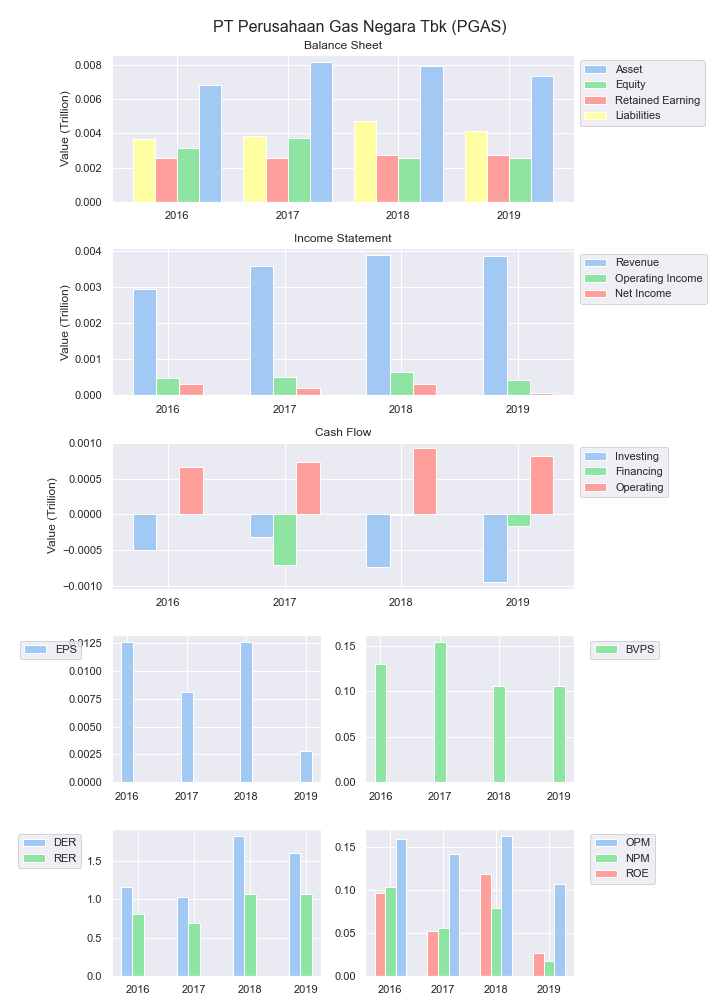 PT Perusahaan Gas Negara Tbk (PGAS)
Balance Sheet
Value (Trillion)
0.008
0.006
0.004
0.002
0.000
2016 2017 2018 2019
Asset
Equity
Retained Earning
Liabilities
Income Statement
Value (Trillion)
0.004
0.003
0.002
0.001
0.000
2016 2017 2018 2019
Revenue
Operating Income
Net Income
Cash Flow
Value (Trillion)
0.0010
0.0005
0.0000
−0.0005
−0.0010
2016 2017 2018 2019
Investing
Financing
Operating
EPS
0.0125
0.0100
0.0075
0.0050
0.0025
0.0000
2016 2017 2018 2019
0.15
0.10
0.05
0.00
2016 2017 2018 2019
BVPS
DER
RER
1.5
1.0
0.5
0.0
2016 2017 2018 2019
0.15
0.10
0.05
0.00
2016 2017 2018 2019
OPM
NPM
ROE